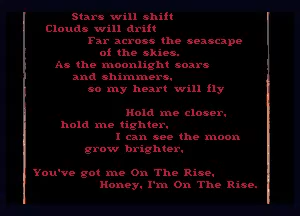 Stars will shift
Clouds will drift
Far across the seascape
of the skies.
As the moonlight soars
and shimmers,
so my heart will fly
Hold me closer,
hold me tighter,
I can see the moon
grow brighter,
You've got me On The Rise,
Honey, I'm On The Rise.